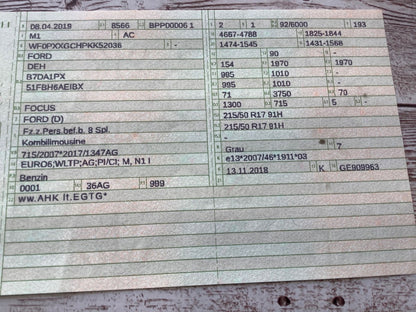 06.04.2019 8566 BPP00006 1
M1 AC
WF0PXXGCHPKK52036 -
FORD
DEH
B7DA1PX
51FBH6AEIBX
FOCUS
FORD (D)
Fz.z.Pers.bef.b. 8 Spl.
Kombilimousine
715/2007*2017/1347AG
EURO6;WLTP;AG;PI/CI; M, N1 I
Benzin
0001 36AG 999
ww.AHK lt.EGTG*
2 1 92/6000 193
4667-4788 1825-1844
1474-1545 1431-1568
- 90 -
154 1970 1970
995 1010 -
995 1010 -
71 3750 70
1300 715 5 -
215/50 R17 91H
215/50 R17 91H
-
Grau 7
e13*2007/46*1911*03
13.11.2018 K GE909963